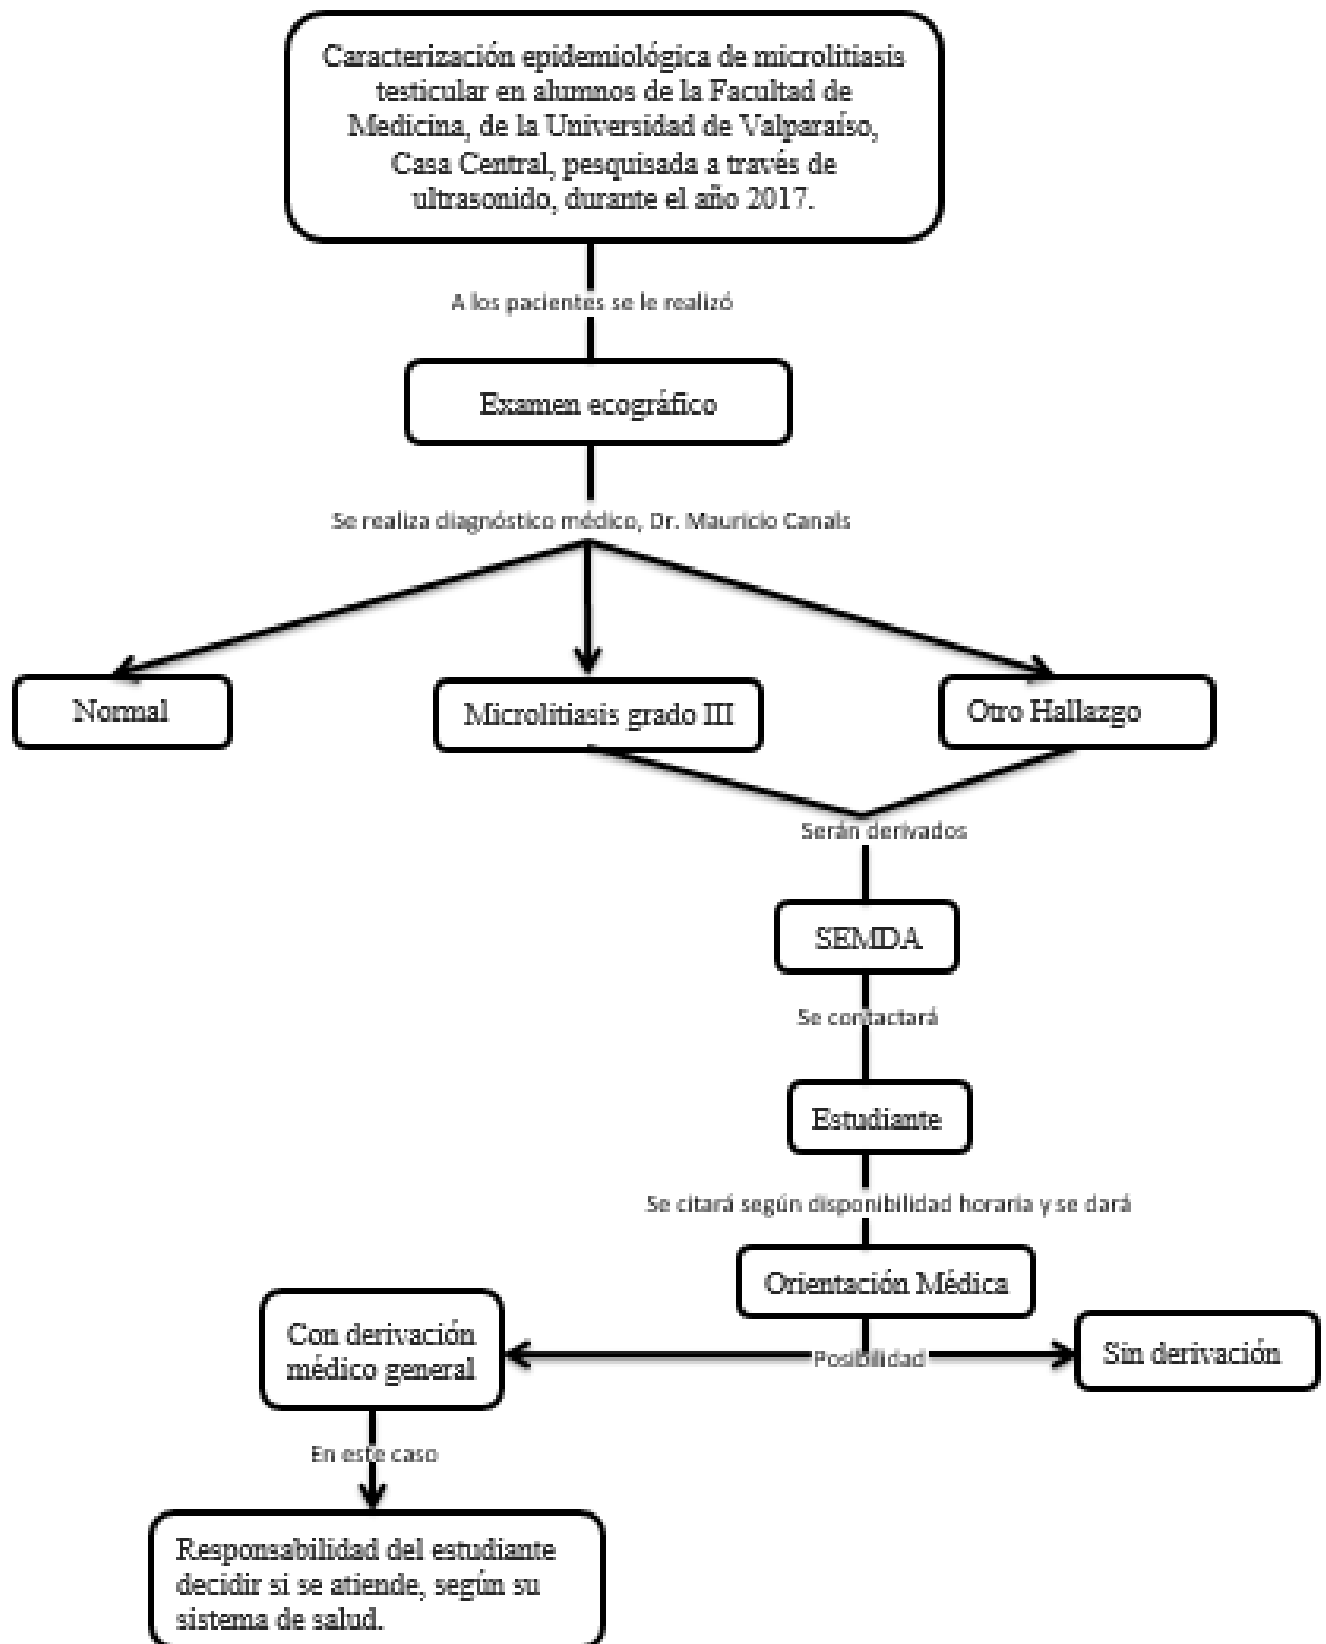 Caracterización epidemiológica de microlitiasis
testicular en alumnos de la Facultad de
Medicina, de la Universidad de Valparaíso,
Casa Central, pesquisada a través de
ultrasonido, durante el año 2017.
A los pacientes se le realizó
Examen ecográfico
Se realiza diagnóstico médico, Dr. Mauricio Canals
Normal
Microlitiasis grado III
Otro Hallazgo
Serán derivados
SEMDA
Se contactará
Estudiante
Se citará según disponibilidad horaria y se dará
Orientación Médica
Con derivación
médico general
Posibilidad
Sin derivación
En este caso
Responsabilidad del estudiante
decidir si se atiende, según su
sistema de salud.